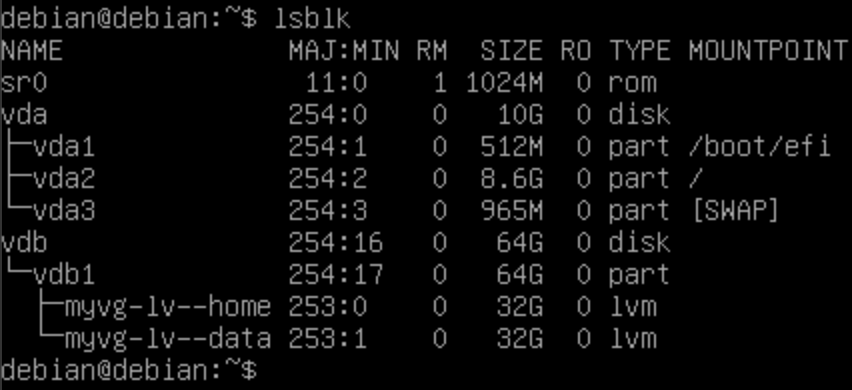 debian@debian:~$ lsblk
NAME                MAJ:MIN RM  SIZE RO TYPE MOUNTPOINT
sr0                  11:0    1 1024M  0 rom
vda                 254:0    0   10G  0 disk
├─vda1              254:1    0  512M  0 part /boot/efi
├─vda2              254:2    0  8.6G  0 part /
└─vda3              254:3    0  965M  0 part [SWAP]
vdb                 254:16   0   64G  0 disk
└─vdb1              254:17   0   64G  0 part
  ├─myvg-lv--home 253:0    0   32G  0 lvm
  └─myvg-lv--data 253:1    0   32G  0 lvm
debian@debian:~$